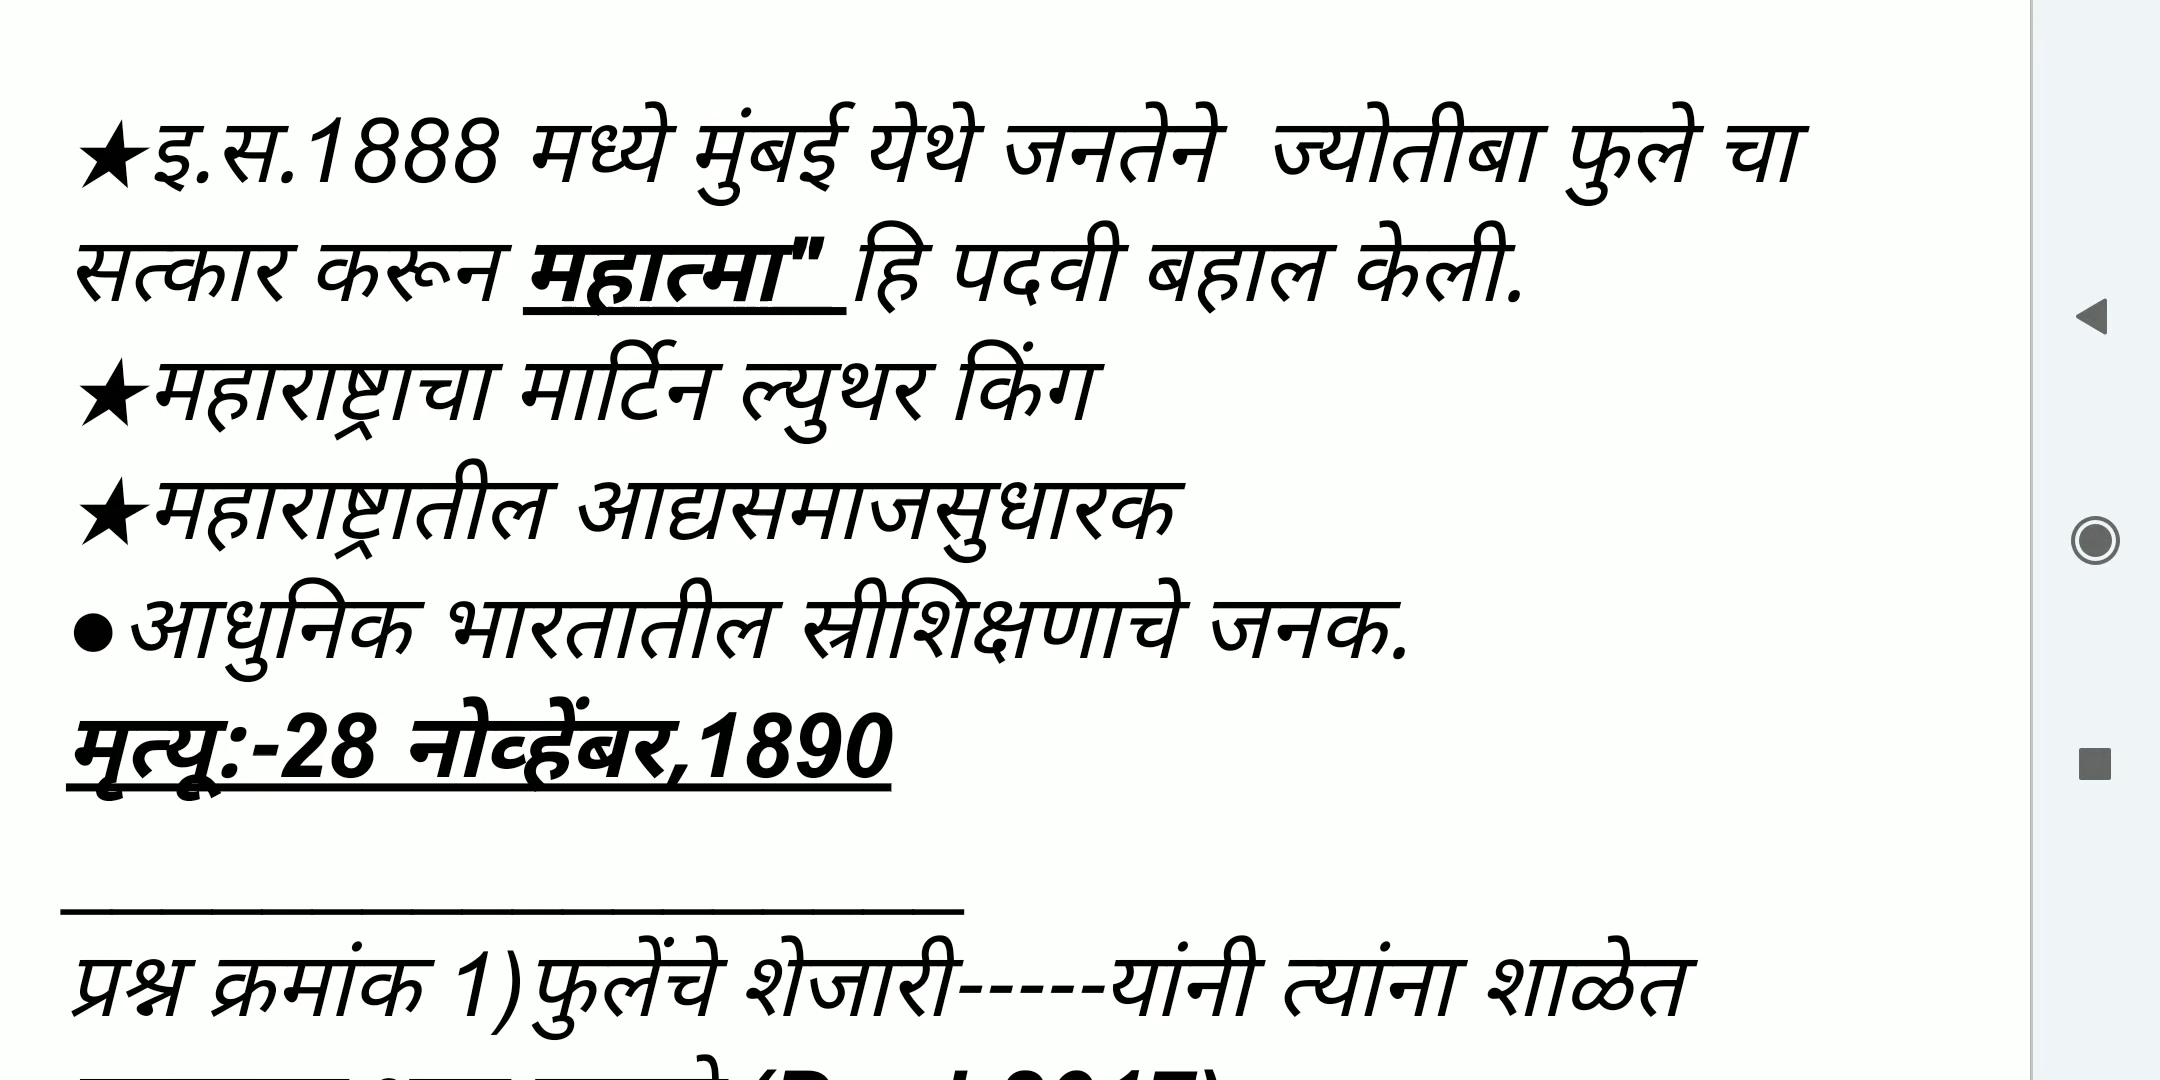 ★इ.स.1888 मध्ये मुंबई येथे जनतेने ज्योतीबा फुले चा
सत्कार करून महात्मा" हि पदवी बहाल केली.
★महाराष्ट्राचा मार्टिन ल्युथर किंग
★महाराष्ट्रातील आद्यसमाजसुधारक
●आधुनिक भारतातील स्रीशिक्षणाचे जनक.
मृत्यू:-28 नोव्हेंबर,1890
__________________
प्रश्न क्रमांक 1)फुलेंचे शेजारी-----यांनी त्यांना शाळेत